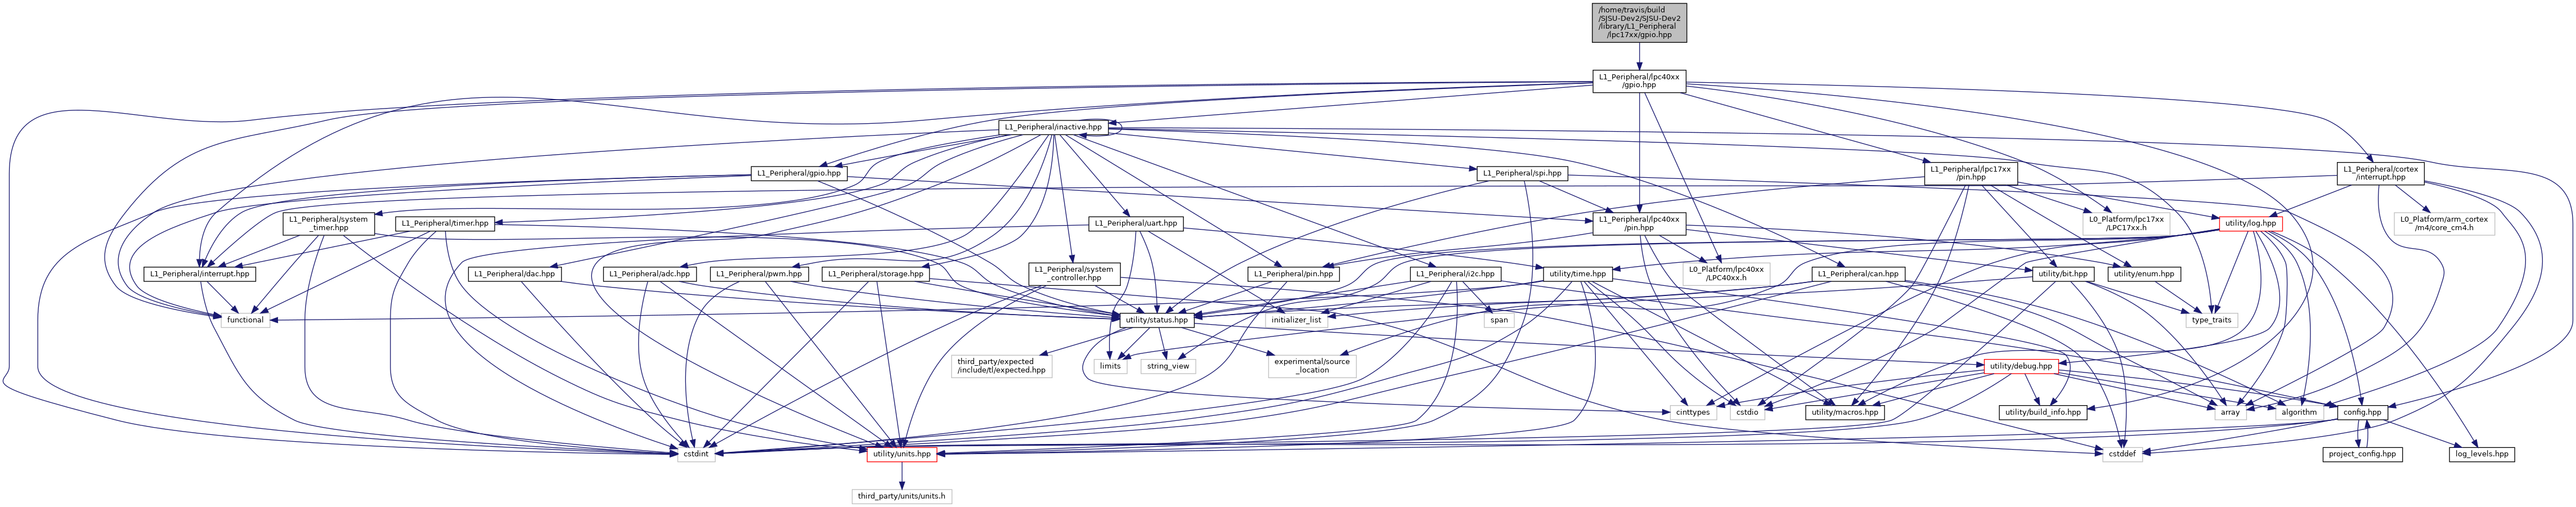 /home/travis/build
/SJSU-Dev2/SJSU-Dev2
/library/L1_Peripheral
/lpc17xx/gpio.hpp
L1_Peripheral/lpc40xx
/gpio.hpp
L1_Peripheral/inactive.hpp
L1_Peripheral/gpio.hpp
L1_Peripheral/spi.hpp
L1_Peripheral/lpc17xx
/pin.hpp
L1_Peripheral/cortex
/interrupt.hpp
L1_Peripheral/system
_timer.hpp
L1_Peripheral/timer.hpp
L1_Peripheral/uart.hpp
L1_Peripheral/lpc40xx
/pin.hpp
L0_Platform/lpc17xx
/LPC17xx.h
utility/log.hpp
L0_Platform/arm_cortex
/m4/core_cm4.h
L1_Peripheral/interrupt.hpp
L1_Peripheral/dac.hpp
L1_Peripheral/adc.hpp
L1_Peripheral/pwm.hpp
L1_Peripheral/storage.hpp
L1_Peripheral/system
_controller.hpp
L1_Peripheral/pin.hpp
L1_Peripheral/i2c.hpp
utility/time.hpp
L0_Platform/lpc40xx
/LPC40xx.h
L1_Peripheral/can.hpp
utility/bit.hpp
utility/enum.hpp
functional
utility/status.hpp
initializer_list
span
type_traits
third_party/expected
/include/tl/expected.hpp
limits
string_view
experimental/source
_location
utility/debug.hpp
cinttypes
cstdio
utility/macros.hpp
utility/build_info.hpp
array
algorithm
config.hpp
cstdint
utility/units.hpp
cstddef
project_config.hpp
log_levels.hpp
third_party/units/units.h